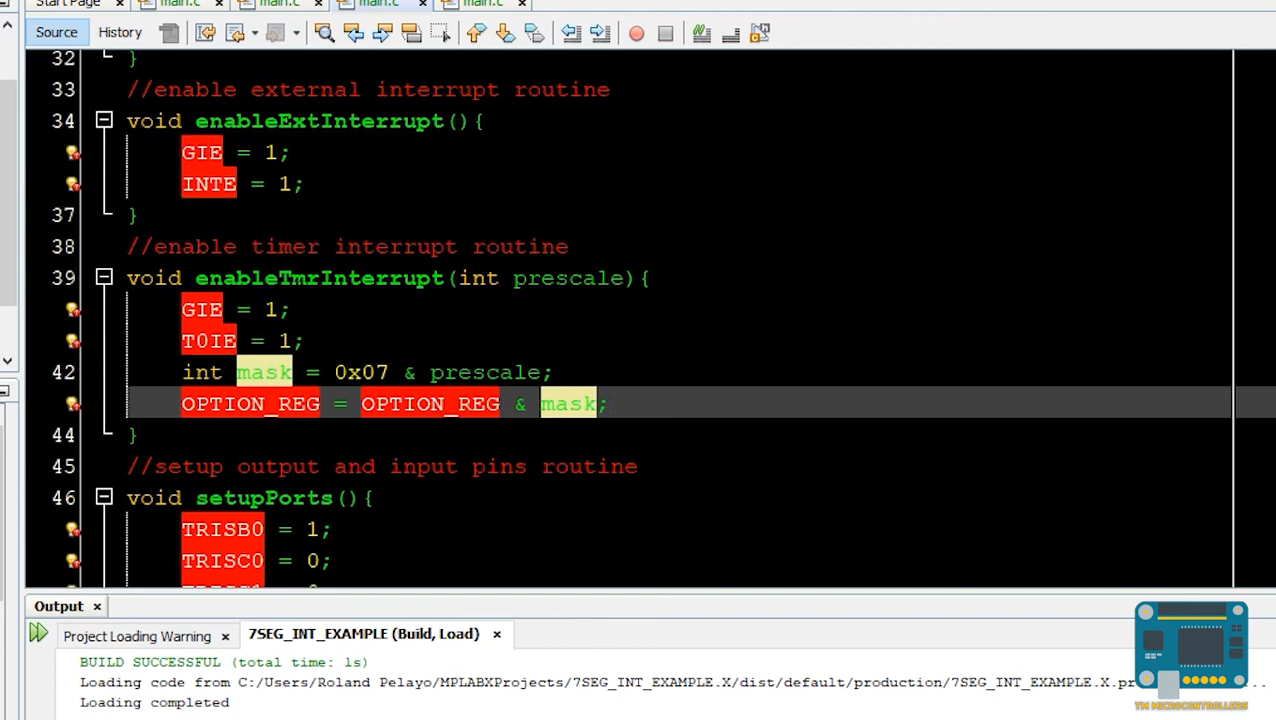 Start Page main.c main.c main.c main.c
Source History
32 }
33 //enable external interrupt routine
34 void enableExtInterrupt(){
GIE = 1;
INTE = 1;
37 }
38 //enable timer interrupt routine
39 void enableTmrInterrupt(int prescale){
GIE = 1;
T0IE = 1;
42 int mask = 0x07 & prescale;
OPTION_REG = OPTION_REG & mask;
44 }
45 //setup output and input pins routine
46 void setupPorts(){
TRISB0 = 1;
TRISC0 = 0;
Output
Project Loading Warning 7SEG_INT_EXAMPLE (Build, Load)
BUILD SUCCESSFUL (total time: 1s)
Loading code from C:/Users/Roland Pelayo/MPLABXProjects/7SEG_INT_EXAMPLE.X/dist/default/production/7SEG_INT_EXAMPLE.X.pr
Loading completed
TM MICROCONTROLLERS